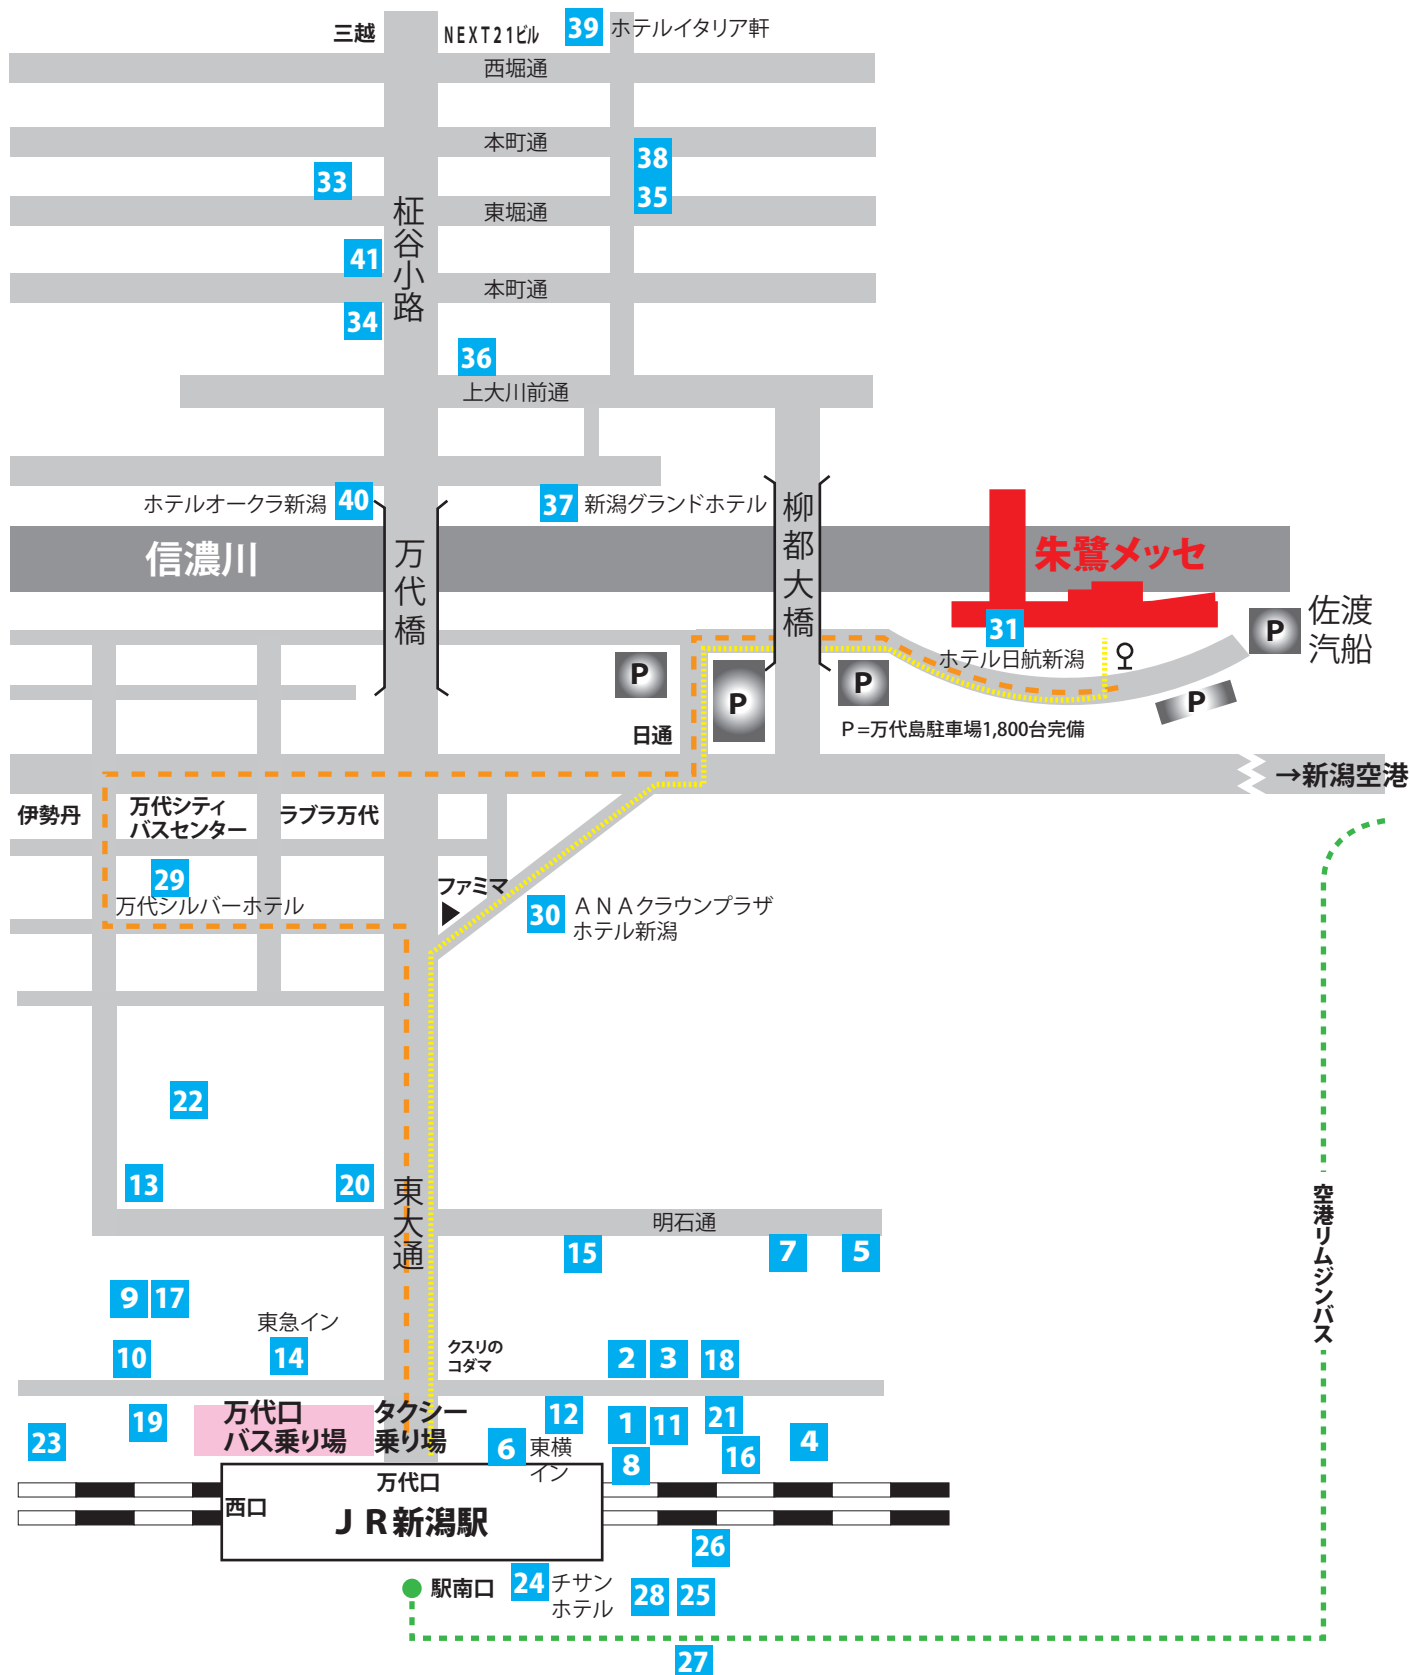 三越
NEXT21ビル
39
ホテルイタリア軒
西堀通
本町通
38
33
35
柾谷小路
東堀通
41
本町通
34
36
上大川前通
ホテルオークラ新潟
40
37
新潟グランドホテル
柳都大橋
信濃川
万代橋
朱鷺メッセ
31
ホテル日航新潟
P
佐渡
汽船
P
P
P
P
日通
P=万代島駐車場1,800台完備
→新潟空港
伊勢丹
万代シティ
バスセンター
ラブラ万代
29
万代シルバーホテル
ファミマ
30
ANAクラウンプラザ
ホテル新潟
22
13
20
東大通
明石通
15
7
5
空港リムジンバス
9
17
東急イン
10
14
クスリの
コダマ
2
3
18
19
23
万代口
バス乗り場
タクシー
乗り場
12
1
11
21
4
6
東横
イン
8
16
万代口
西口
JR新潟駅
26
駅南口
24
チサン
ホテル
28
25
27